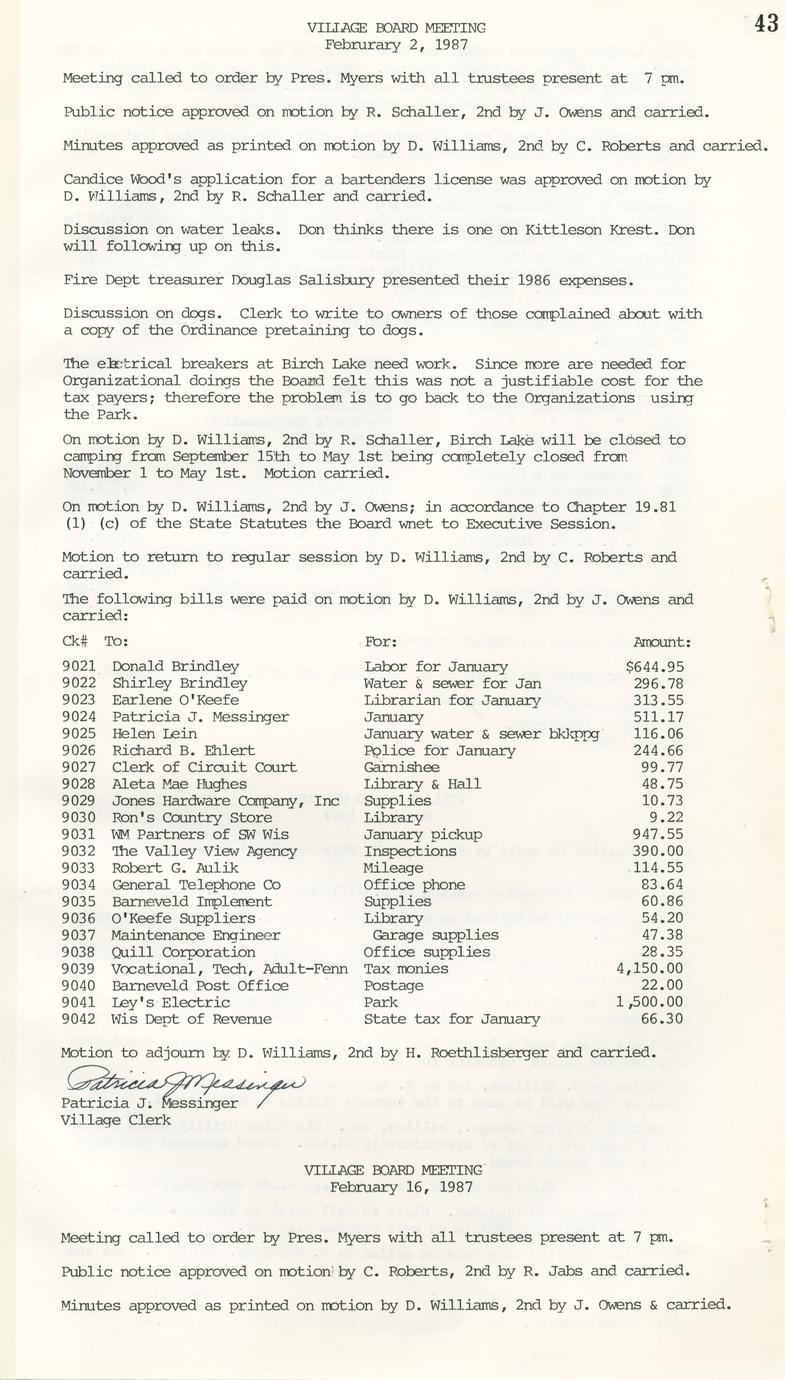 43
VILLAGE BOARD MEETING
Februrary 2, 1987
Meeting called to order by Pres. Myers with all trustees present at 7 pm.
Public notice approved on motion by R. Schaller, 2nd by J. Owens and carried.
Minutes approved as printed on motion by D. Williams, 2nd by C. Roberts and carried.
Candice Wood's application for a bartenders license was approved on motion by
D. Williams, 2nd by R. Schaller and carried.
Discussion on water leaks. Don thinks there is one on Kittleson Krest. Don
will following up on this.
Fire Dept treasurer Douglas Salisbury presented their 1986 expenses.
Discussion on dogs. Clerk to write to owners of those complained about with
a copy of the Ordinance pretaining to dogs.
The electrical breakers at Birch Lake need work. Since more are needed for
Organizational doings the Board felt this was not a justifiable cost for the
tax payers; therefore the problem is to go back to the Organizations using
the Park.
On motion by D. Williams, 2nd by R. Schaller, Birch Lake will be closed to
camping from September 15th to May 1st being completely closed from
November 1 to May 1st. Motion carried.
On motion by D. Williams, 2nd by J. Owens; in accordance to Chapter 19.81
(1) (c) of the State Statutes the Board wnet to Executive Session.
Motion to return to regular session by D. Williams, 2nd by C. Roberts and
carried.
The following bills were paid on motion by D. Williams, 2nd by J. Owens and
carried:
Ck# To: For: Amount:
9021 Donald Brindley Labor for January $644.95
9022 Shirley Brindley Water & sewer for Jan 296.78
9023 Earlene O'Keefe Librarian for January 313.55
9024 Patricia J. Messinger January 511.17
9025 Helen Lein January water & sewer bkkppg 116.06
9026 Richard B. Ehlert Police for January 244.66
9027 Clerk of Circuit Court Garnishee 99.77
9028 Aleta Mae Hughes Library & Hall 48.75
9029 Jones Hardware Company, Inc Supplies 10.73
9030 Ron's Country Store Library 9.22
9031 WM Partners of SW Wis January pickup 947.55
9032 The Valley View Agency Inspections 390.00
9033 Robert G. Aulik Mileage 114.55
9034 General Telephone Co Office phone 83.64
9035 Barneveld Implement Supplies 60.86
9036 O'Keefe Suppliers Library 54.20
9037 Maintenance Engineer Garage supplies 47.38
9038 Quill Corporation Office supplies 28.35
9039 Vocational, Tech, Adult-Fenn Tax monies 4,150.00
9040 Barneveld Post Office Postage 22.00
9041 Ley's Electric Park 1,500.00
9042 Wis Dept of Revenue State tax for January 66.30
Motion to adjourn by D. Williams, 2nd by H. Roethlisberger and carried.
Patricia J Messinger
Patricia J. Messinger
Village Clerk
VILLAGE BOARD MEETING
February 16, 1987
Meeting called to order by Pres. Myers with all trustees present at 7 pm.
Public notice approved on motion by C. Roberts, 2nd by R. Jabs and carried.
Minutes approved as printed on motion by D. Williams, 2nd by J. Owens & carried.